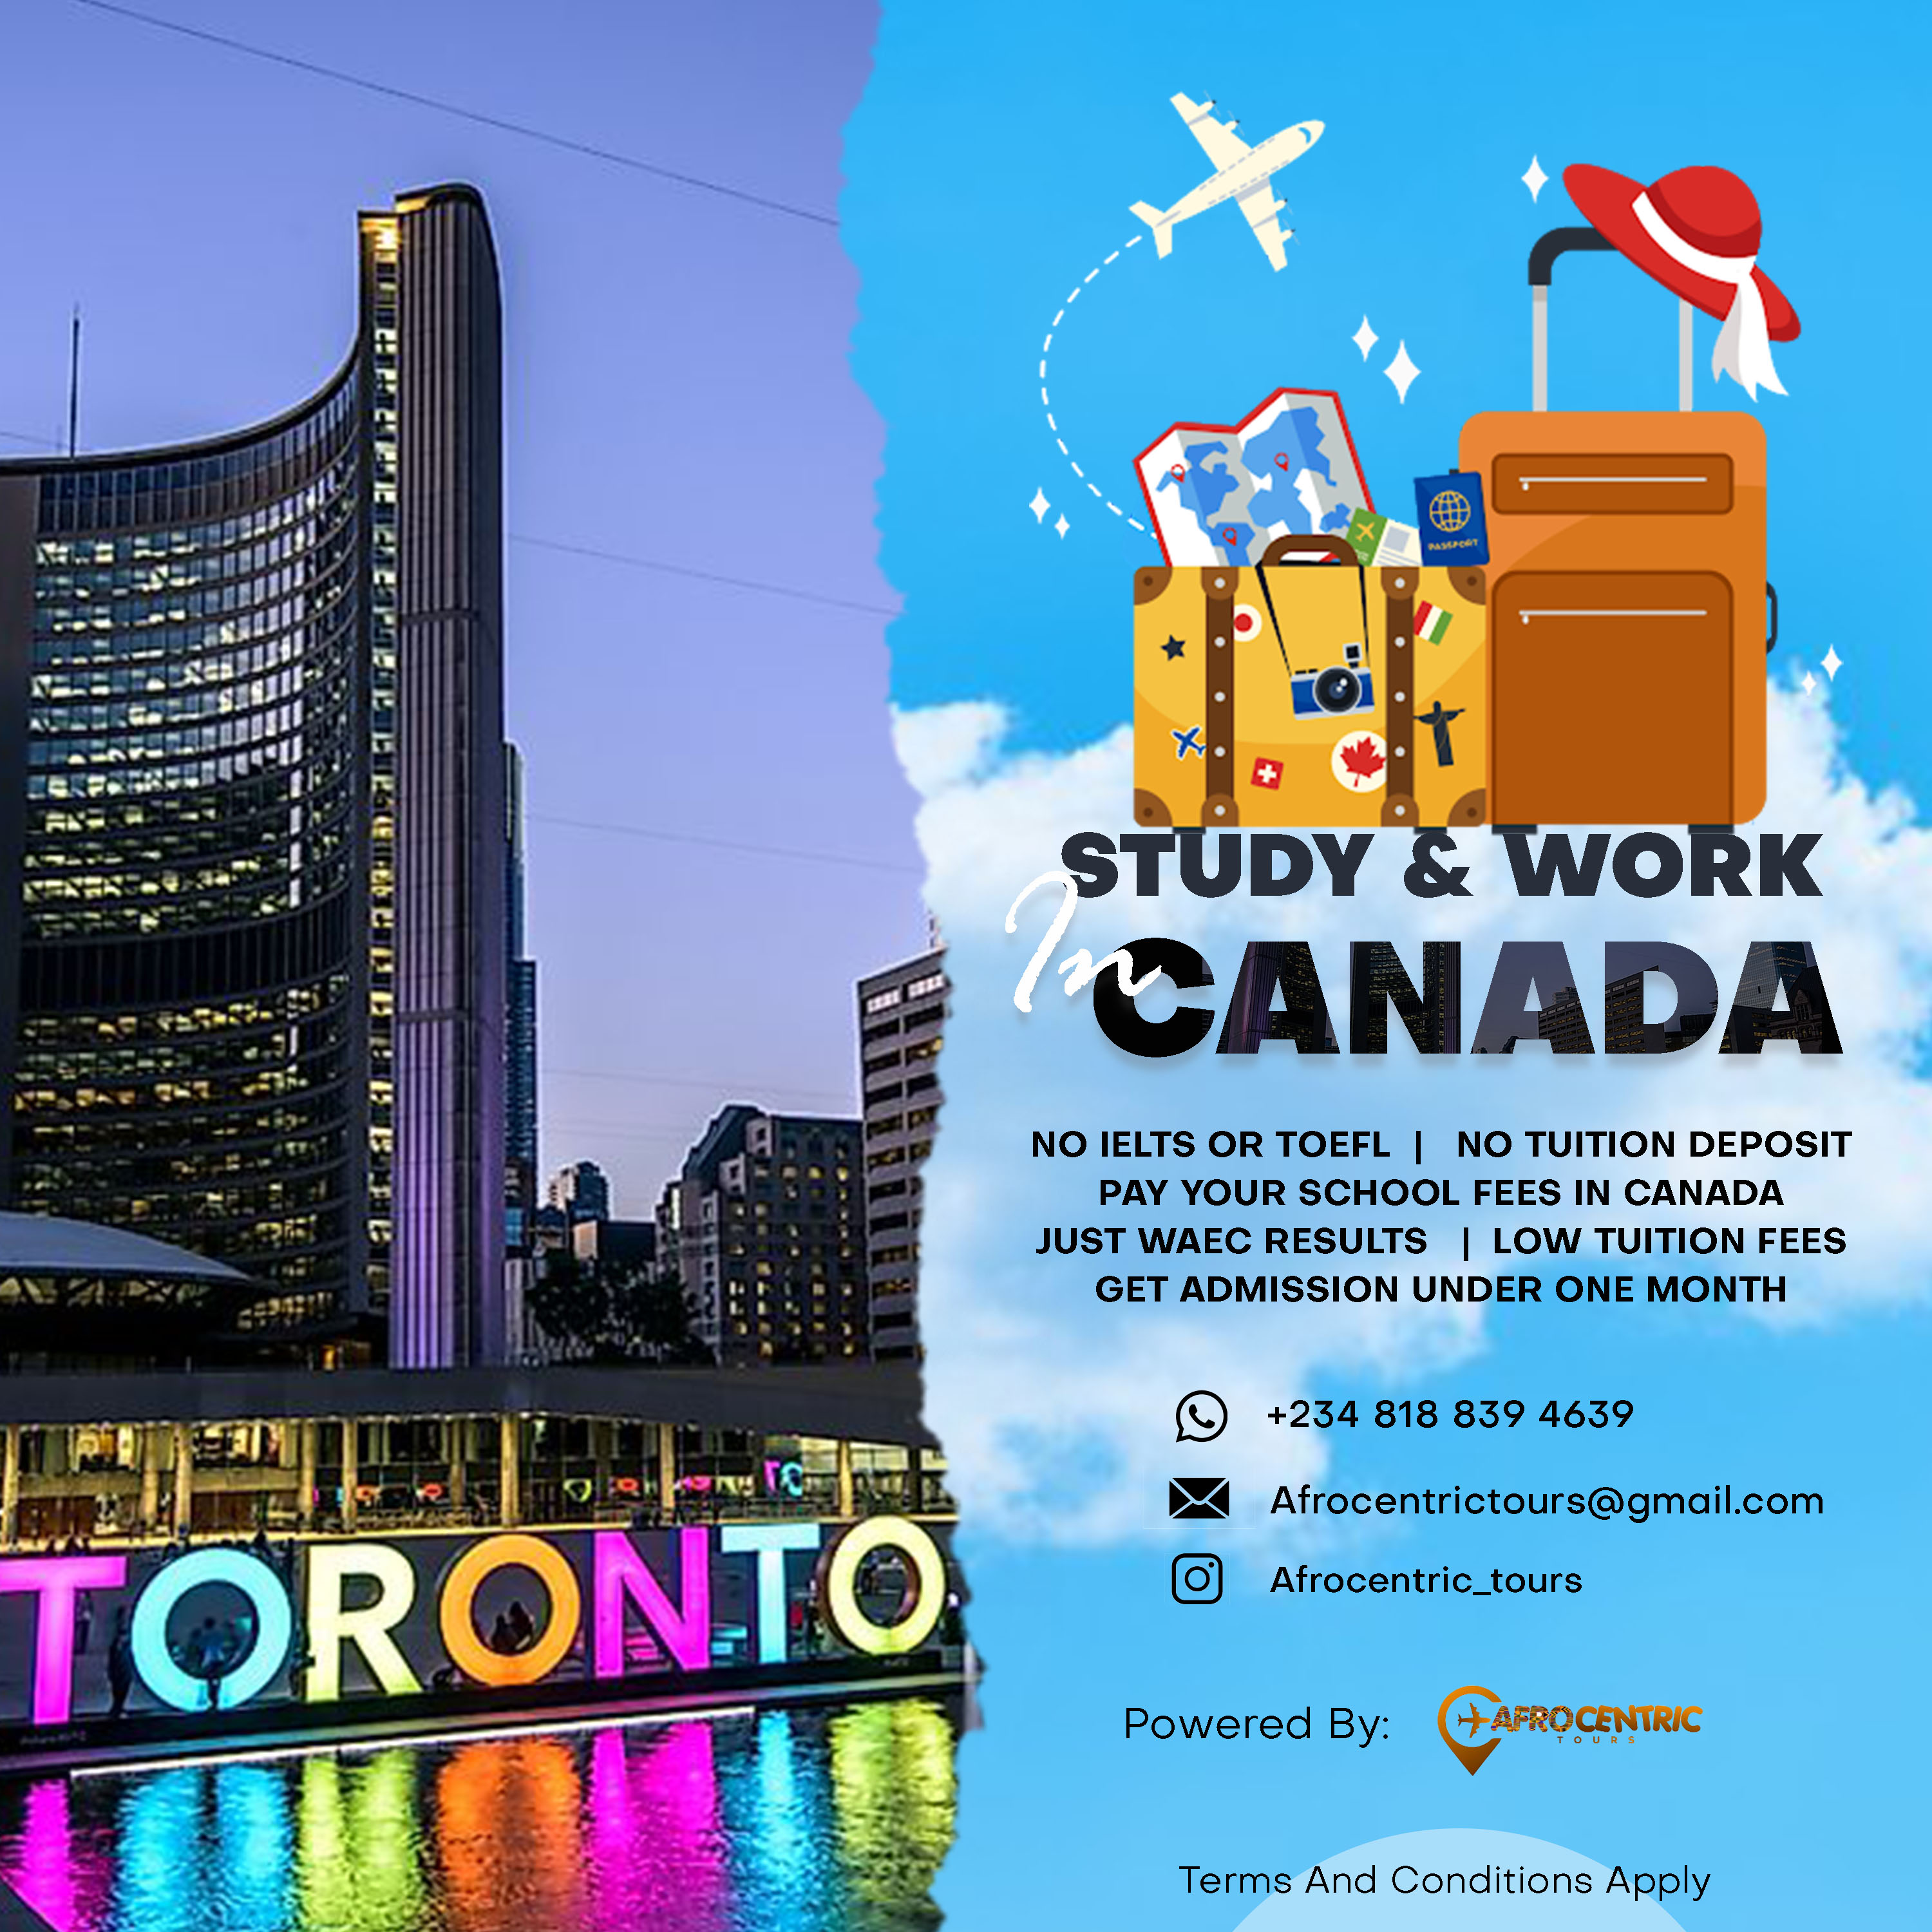 STUDY & WORK
In CANADA
NO IELTS OR TOEFL | NO TUITION DEPOSIT
PAY YOUR SCHOOL FEES IN CANADA
JUST WAEC RESULTS | LOW TUITION FEES
GET ADMISSION UNDER ONE MONTH
+234 818 839 4639
Afrocentrictours@gmail.com
Afrocentric_tours
Powered By: AFROCENTRIC
TOURS
Terms And Conditions Apply
TORONTO
PASSPORT